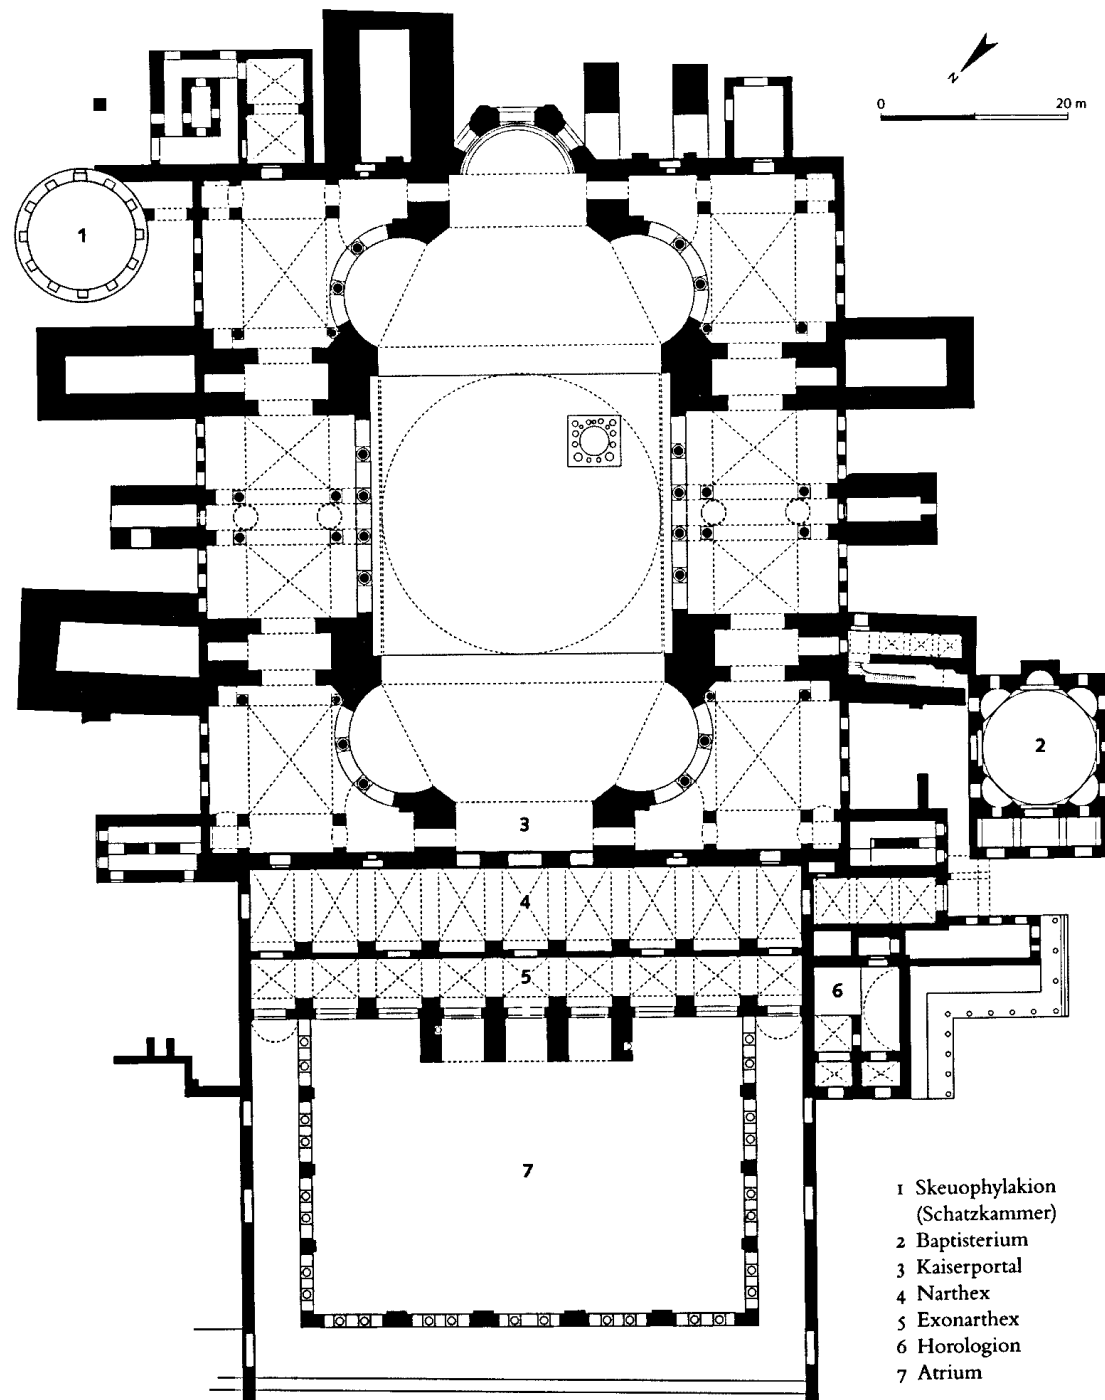 N
0 20 m
1
2
3
4
5
6
7
1 Skeuophylakion
(Schatzkammer)
2 Baptisterium
3 Kaiserportal
4 Narthex
5 Exonarthex
6 Horologion
7 Atrium